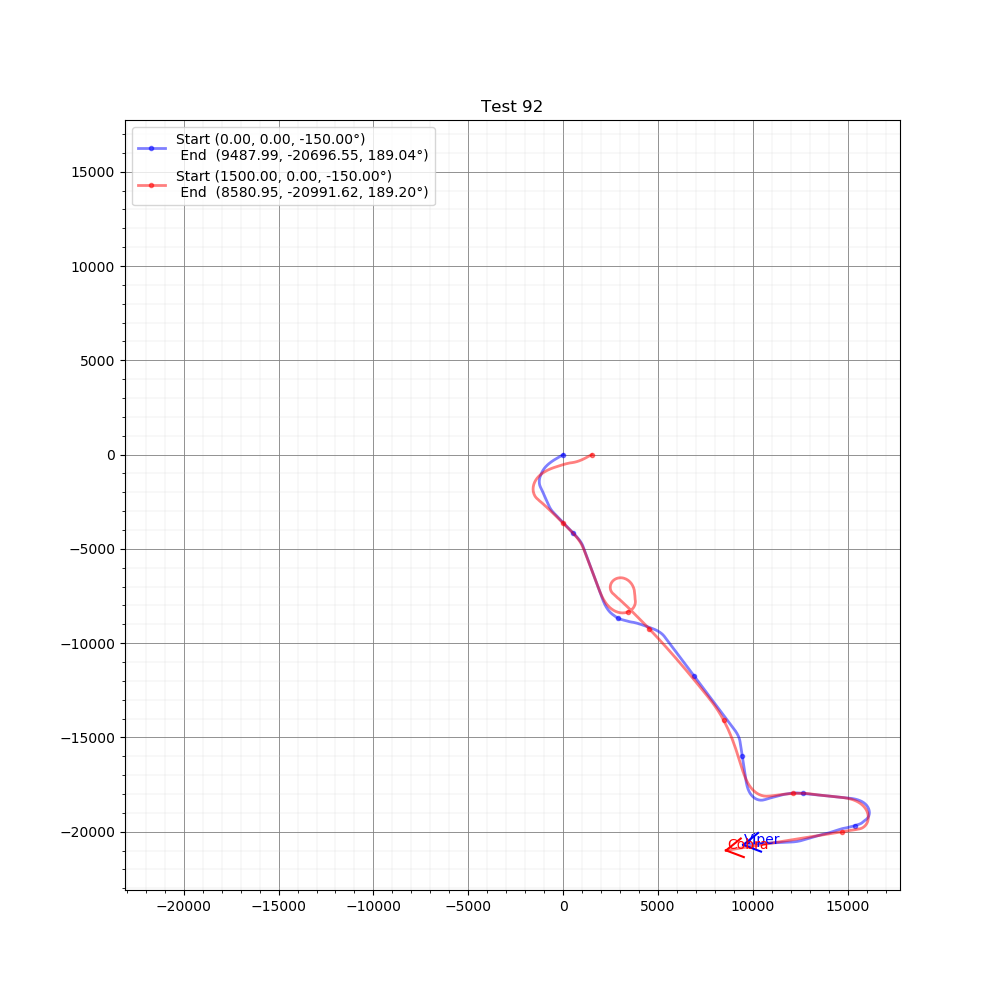 Test 92
Start (0.00, 0.00, -150.00°)
End (9487.99, -20696.55, 189.04°)
Start (1500.00, 0.00, -150.00°)
End (8580.95, -20991.62, 189.20°)
15000
10000
5000
0
−5000
−10000
−15000
−20000
Viper
−20000 −15000 −10000 −5000 0 5000 10000 15000